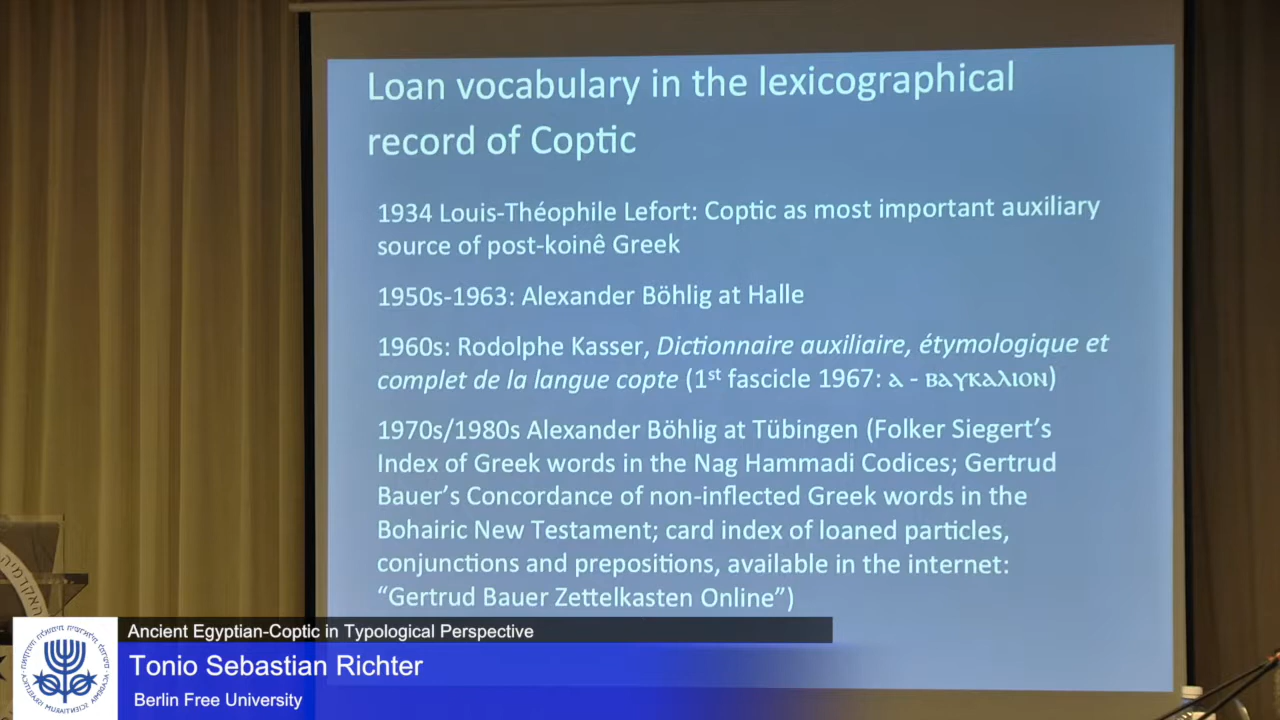 Loan vocabulary in the lexicographical
record of Coptic
1934 Louis-Théophile Lefort: Coptic as most important auxiliary
source of post-koinê Greek
1950s-1963: Alexander Böhlig at Halle
1960s: Rodolphe Kasser, Dictionnaire auxiliaire, étymologique et
complet de la langue copte (1st fascicle 1967: ⲁ - ⲃⲁⲩⲕⲁⲗⲓⲟⲛ)
1970s/1980s Alexander Böhlig at Tübingen (Folker Siegert’s
Index of Greek words in the Nag Hammadi Codices; Gertrud
Bauer’s Concordance of non-inflected Greek words in the
Bohairic New Testament; card index of loaned particles,
conjunctions and prepositions, available in the internet:
“Gertrud Bauer Zettelkasten Online”)
האקדמיה
Ancient Egyptian-Coptic in Typological Perspective
Tonio Sebastian Richter
Berlin Free University